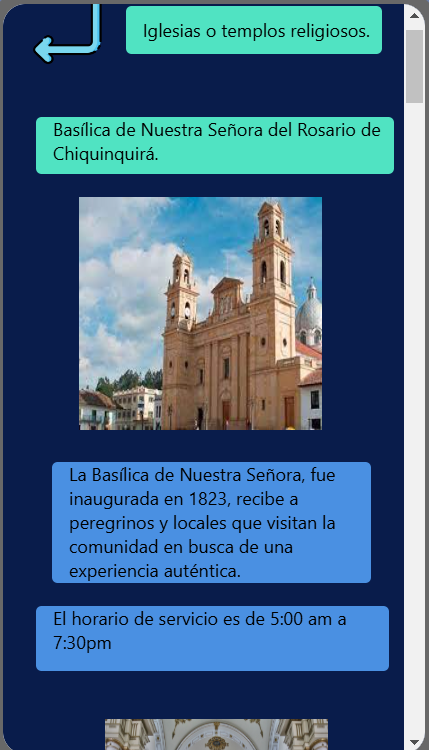 Iglesias o templos religiosos.
Basílica de Nuestra Señora del Rosario de
Chiquinquirá.
La Basílica de Nuestra Señora, fue
inaugurada en 1823, recibe a
peregrinos y locales que visitan la
comunidad en busca de una
experiencia auténtica.
El horario de servicio es de 5:00 am a
7:30pm